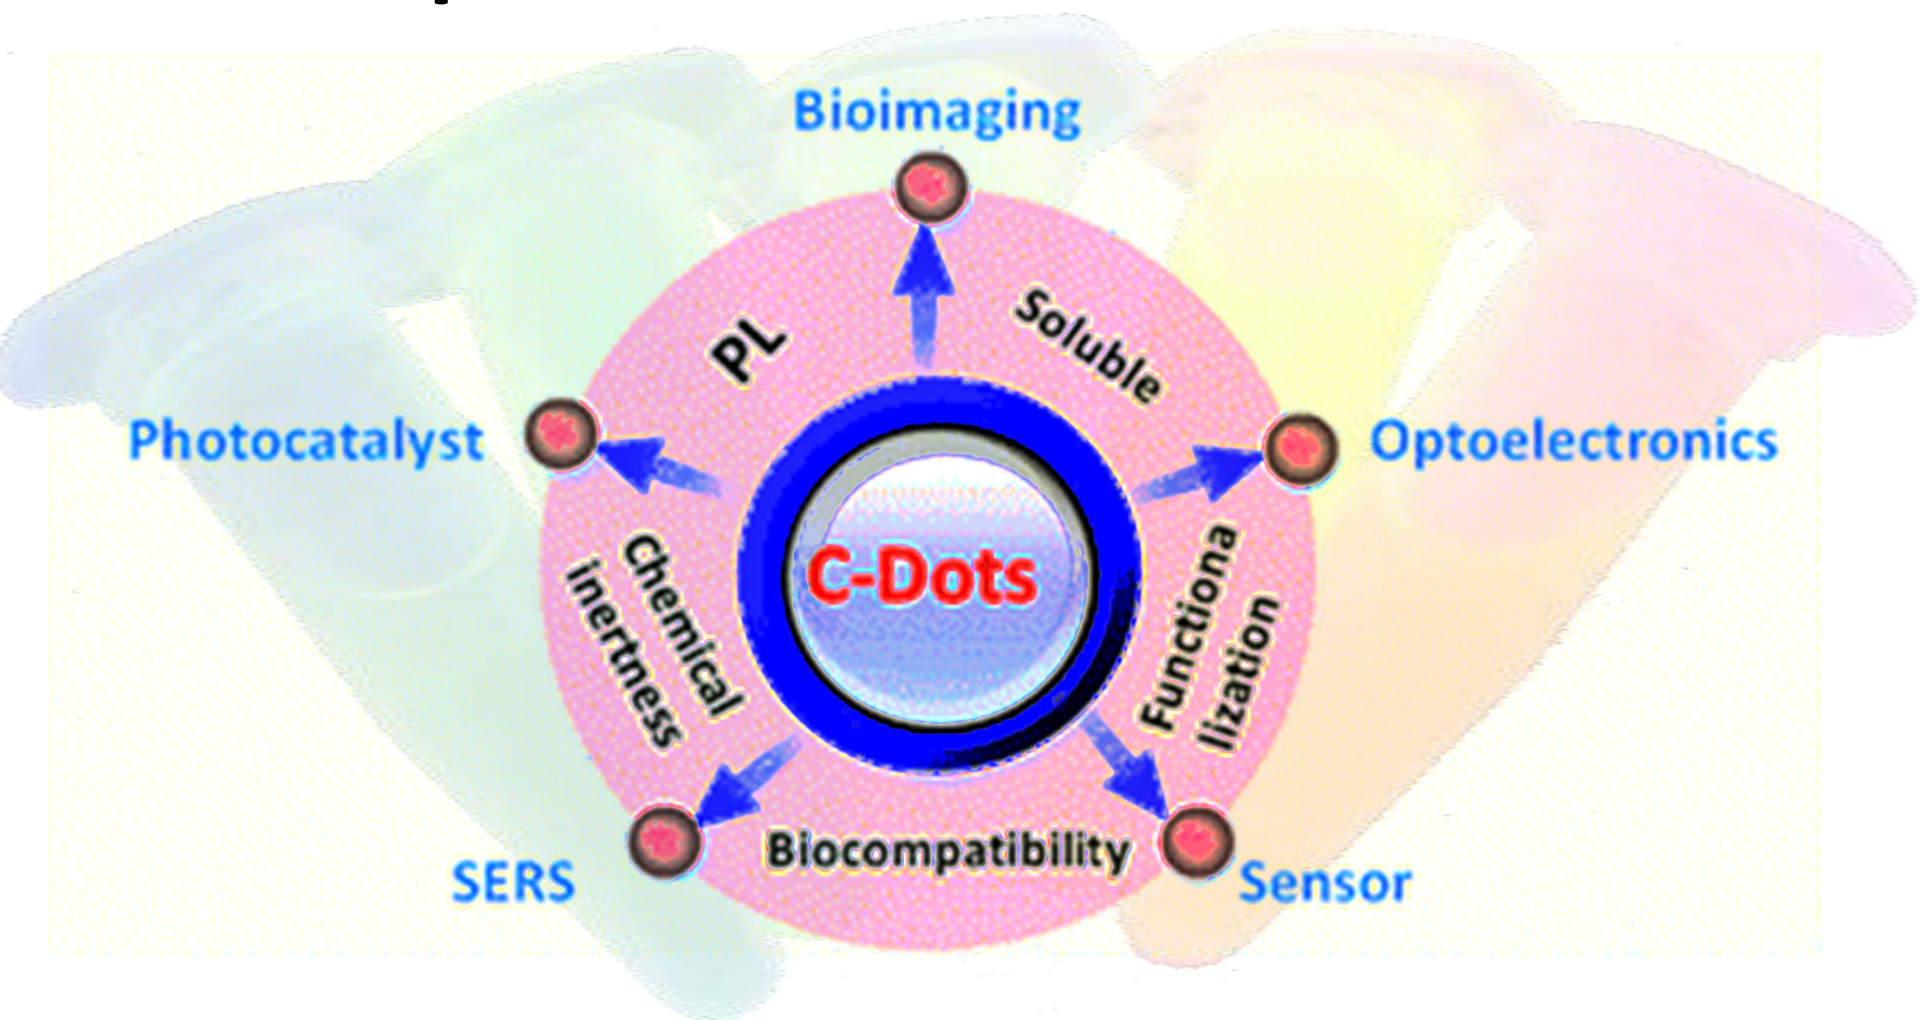 Bioimaging
PL
Soluble
Photocatalyst
Optoelectronics
C-Dots
Chemical
inertness
Functiona
lization
Biocompatibility
SERS
Sensor